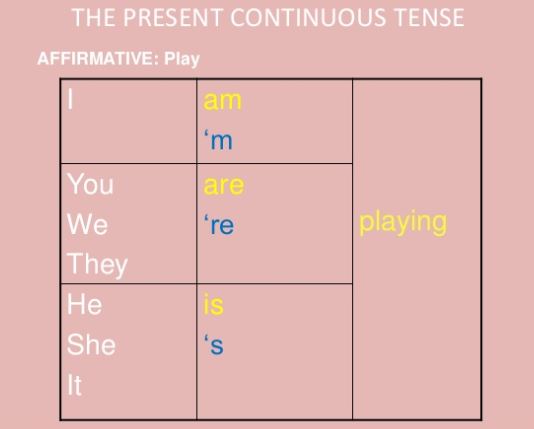 THE PRESENT CONTINUOUS TENSE
AFFIRMATIVE: Play
I am
‘m
You are
We ‘re playing
They
He is
She ‘s
It